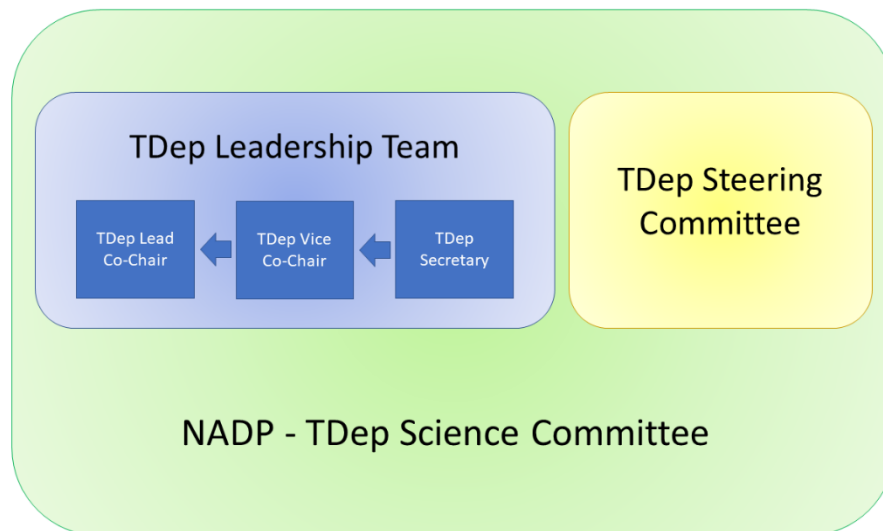 TDep Leadership Team
TDep Lead
Co-Chair
TDep Vice
Co-Chair
TDep
Secretary
TDep Steering
Committee
NADP - TDep Science Committee